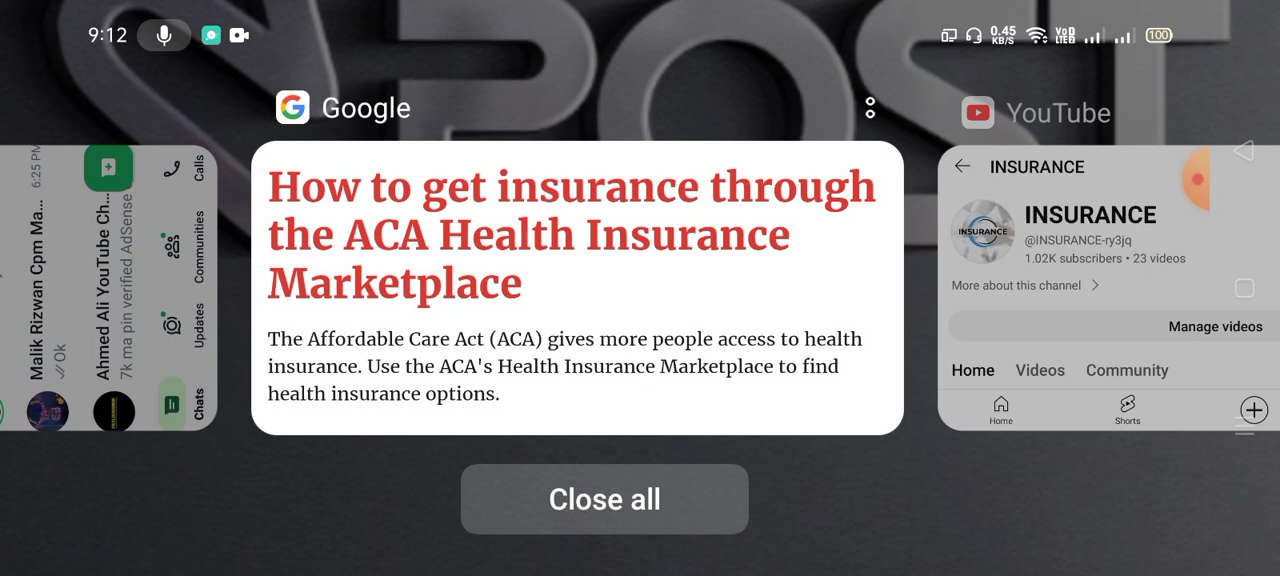 9:12
0.45
KB/S
VoD
LTE2
100
POST
Google
YouTube
6:25 PM
Malik Rizwan Cpm Ma...
Ok
Ahmed Ali YouTube Ch...
7k ma pin verified AdSense
Calls
Communities
Updates
Chats
How to get insurance through
the ACA Health Insurance
Marketplace
The Affordable Care Act (ACA) gives more people access to health
insurance. Use the ACA's Health Insurance Marketplace to find
health insurance options.
INSURANCE
INSURANCE
INSURANCE
@INSURANCE-ry3jq
1.02K subscribers • 23 videos
More about this channel
Manage videos
Home Videos Community
Home
Shorts
Close all